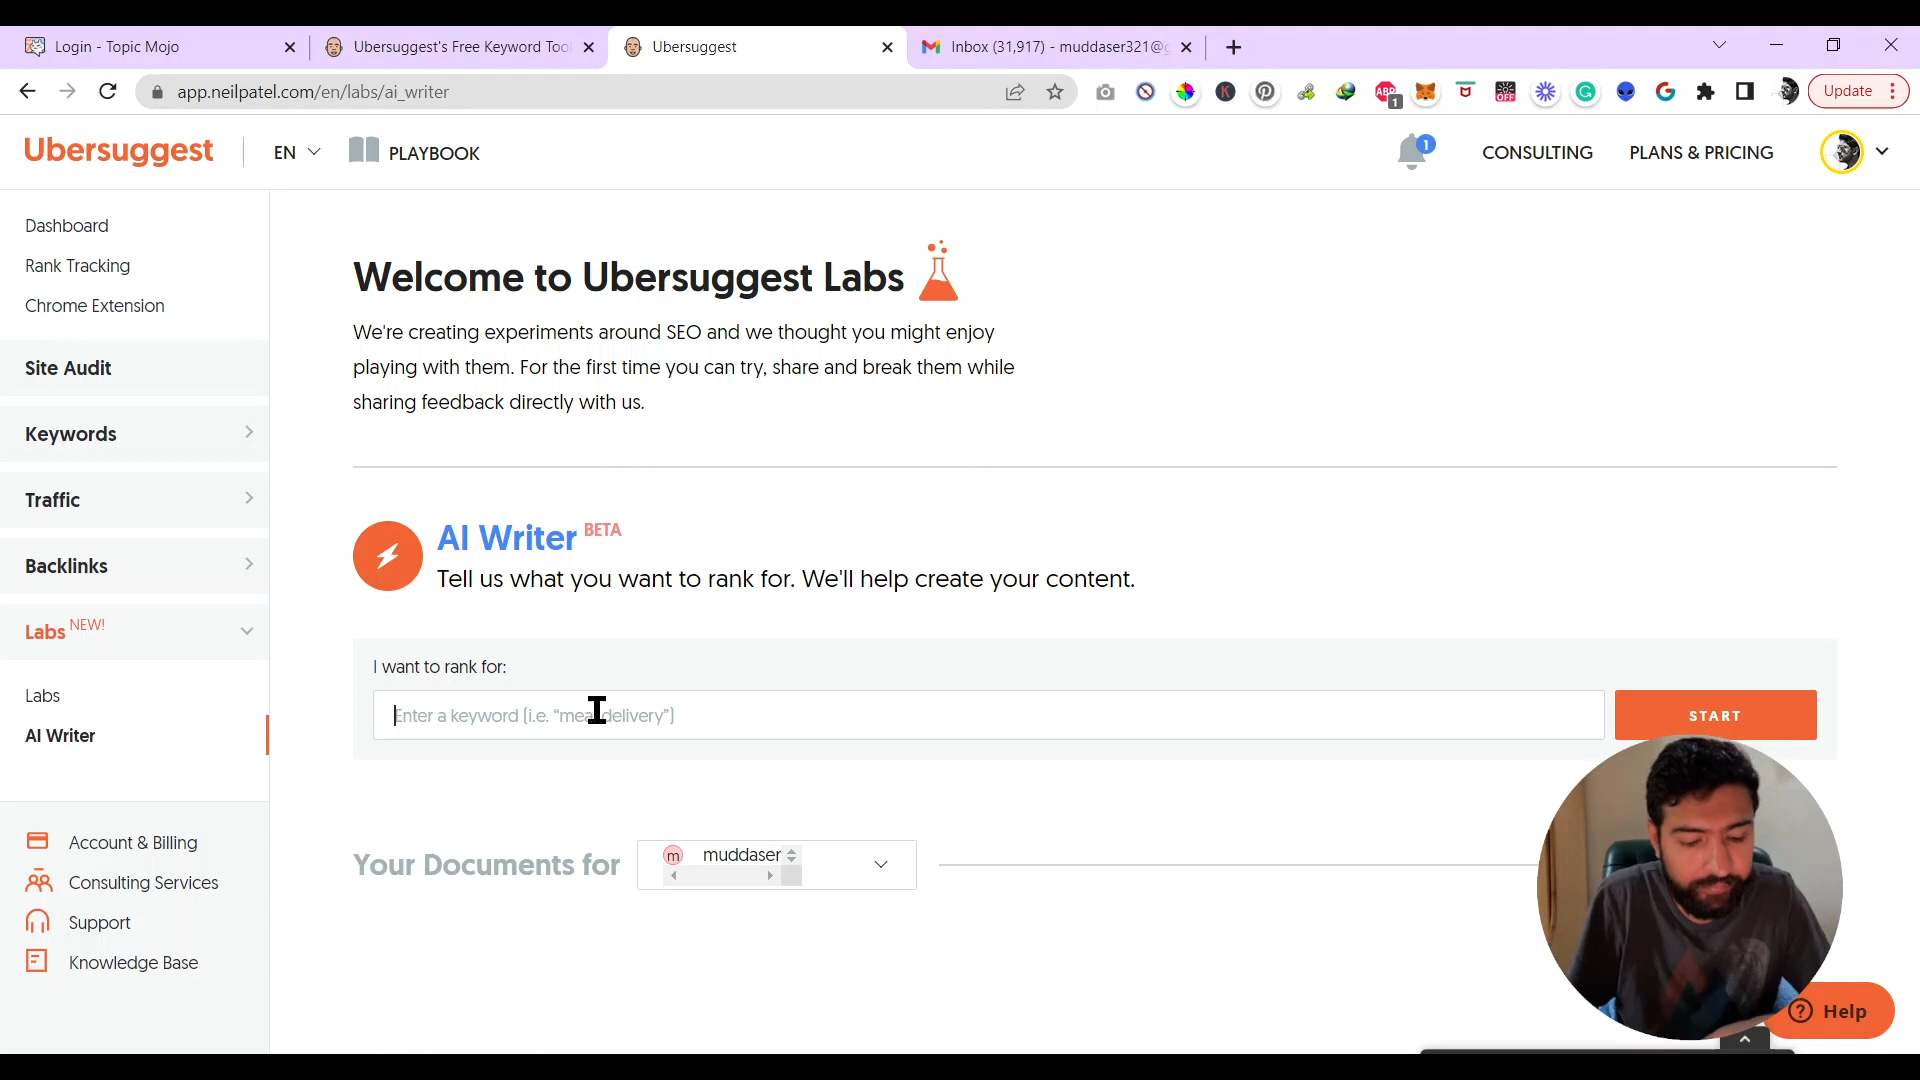 Login - Topic Mojo
Ubersuggest's Free Keyword Tool
Ubersuggest
Inbox (31,917) - muddaser321@g
app.neilpatel.com/en/labs/ai_writer
K
ABP
1
OFF
G
Update
Ubersuggest
EN
PLAYBOOK
1
CONSULTING
PLANS & PRICING
Dashboard
Rank Tracking
Chrome Extension
Site Audit
Keywords
Traffic
Backlinks
Labs NEW!
Labs
AI Writer
Account & Billing
Consulting Services
Support
Knowledge Base
Welcome to Ubersuggest Labs
We're creating experiments around SEO and we thought you might enjoy
playing with them. For the first time you can try, share and break them while
sharing feedback directly with us.
AI Writer BETA
Tell us what you want to rank for. We'll help create your content.
I want to rank for:
Enter a keyword (i.e. “meal delivery”)
START
Your Documents for
m muddaser
Help